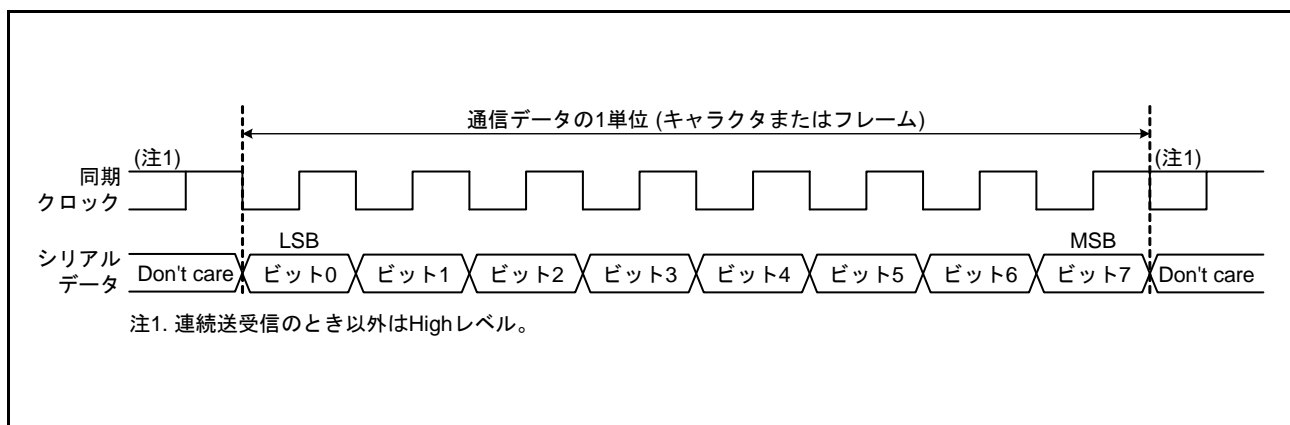 通信データの1単位 (キャラクタまたはフレーム)
(注1)
(注1)
同期
クロック
LSB
MSB
シリアル
データ
Don't care
ビット0
ビット1
ビット2
ビット3
ビット4
ビット5
ビット6
ビット7
Don't care
注1. 連続送受信のとき以外はHighレベル。